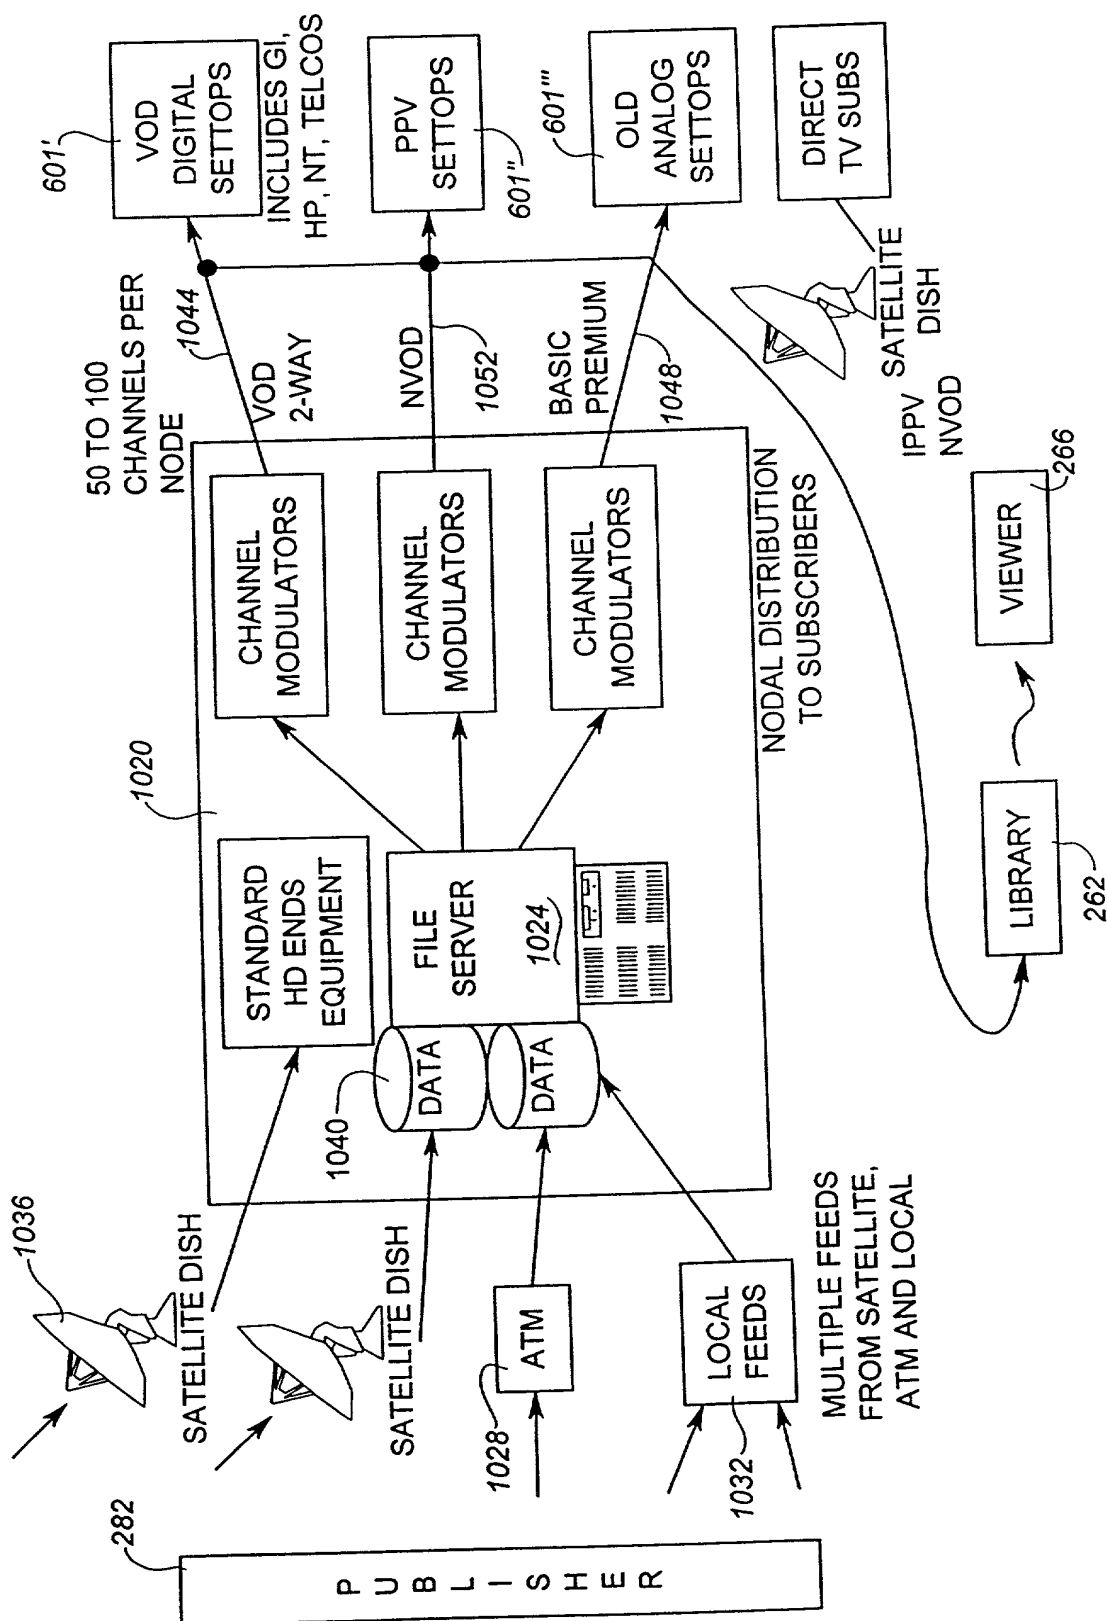 282
PUBLISHER
1036
SATELLITE DISH
SATELLITE DISH
1028
ATM
1032
LOCAL
FEEDS
MULTIPLE FEEDS
FROM SATELLITE,
ATM AND LOCAL
1020
STANDARD
HD ENDS
EQUIPMENT
1040
DATA
DATA
FILE
SERVER
1024
CHANNEL
MODULATORS
CHANNEL
MODULATORS
CHANNEL
MODULATORS
NODAL DISTRIBUTION
TO SUBSCRIBERS
50 TO 100
CHANNELS PER
NODE
1044
VOD
2-WAY
NVOD
1052
BASIC
PREMIUM
1048
601'
VOD
DIGITAL
SETTOPS
INCLUDES GI,
HP, NT, TELCOS
PPV
SETTOPS
601''
601'''
OLD
ANALOG
SETTOPS
DIRECT
TV SUBS
SATELLITE
DISH
IPPV
NVOD
LIBRARY
262
VIEWER
266